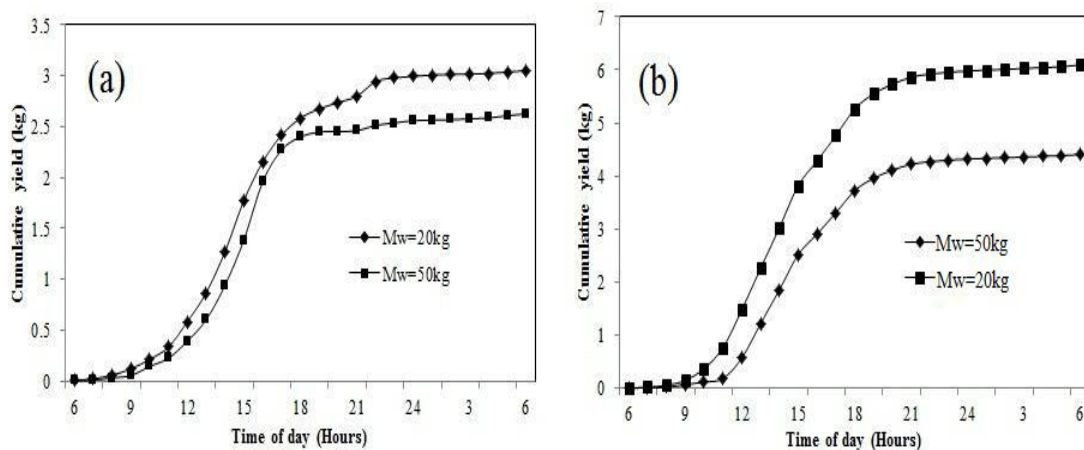 (a)
Cumulative yield (kg)
3.5
3
2.5
2
1.5
1
0.5
0
6 9 12 15 18 21 24 3 6
Time of day (Hours)
Mw=20kg
Mw=50kg
(b)
Cumulative yield (kg)
7
6
5
4
3
2
1
0
6 9 12 15 18 21 24 3 6
Time of day (Hours)
Mw=50kg
Mw=20kg